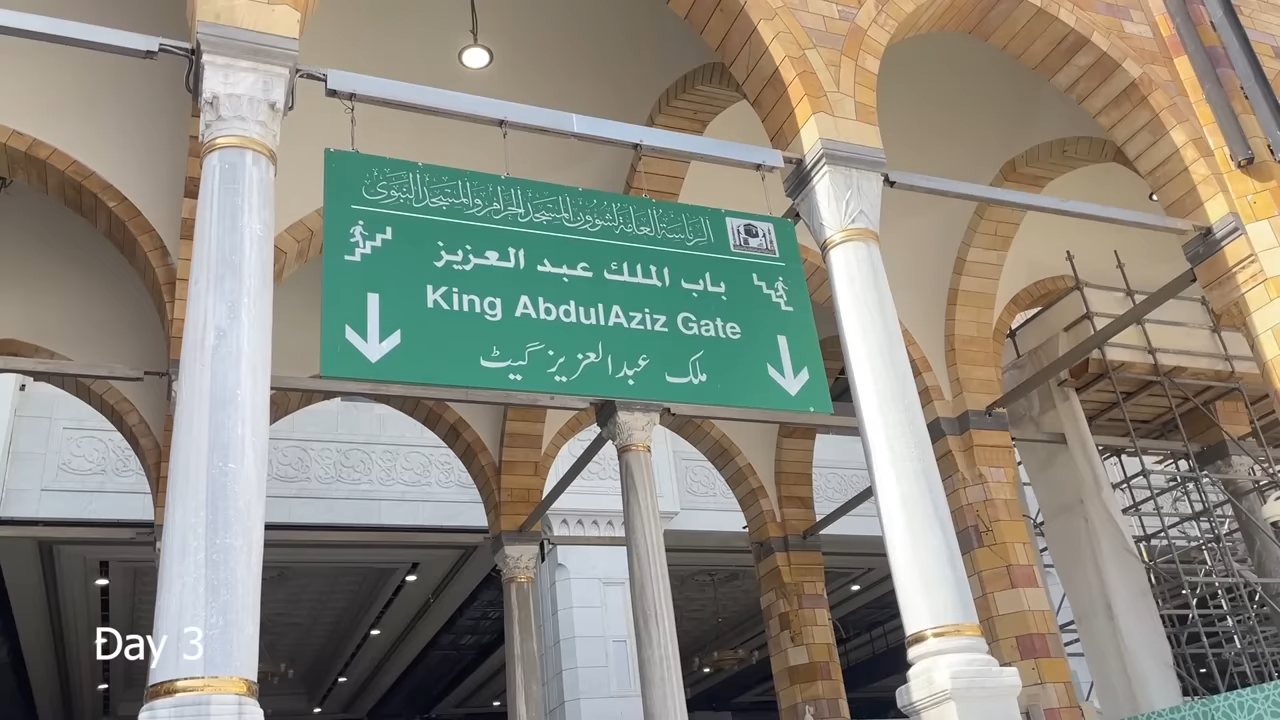 الرئاسة العامة لشؤون المسجد الحرام والمسجد النبوي
باب الملك عبد العزيز
King AbdulAziz Gate
ملک عبدالعزیز گیٹ
Day 3